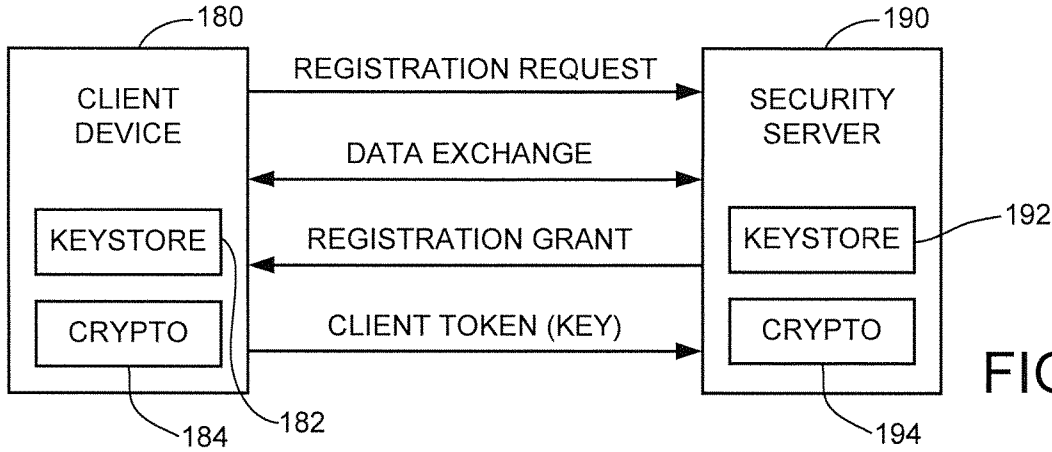 180
190
CLIENT
DEVICE
REGISTRATION REQUEST
SECURITY
SERVER
DATA EXCHANGE
KEYSTORE
REGISTRATION GRANT
KEYSTORE
192
CRYPTO
CLIENT TOKEN (KEY)
CRYPTO
FIG
184
182
194